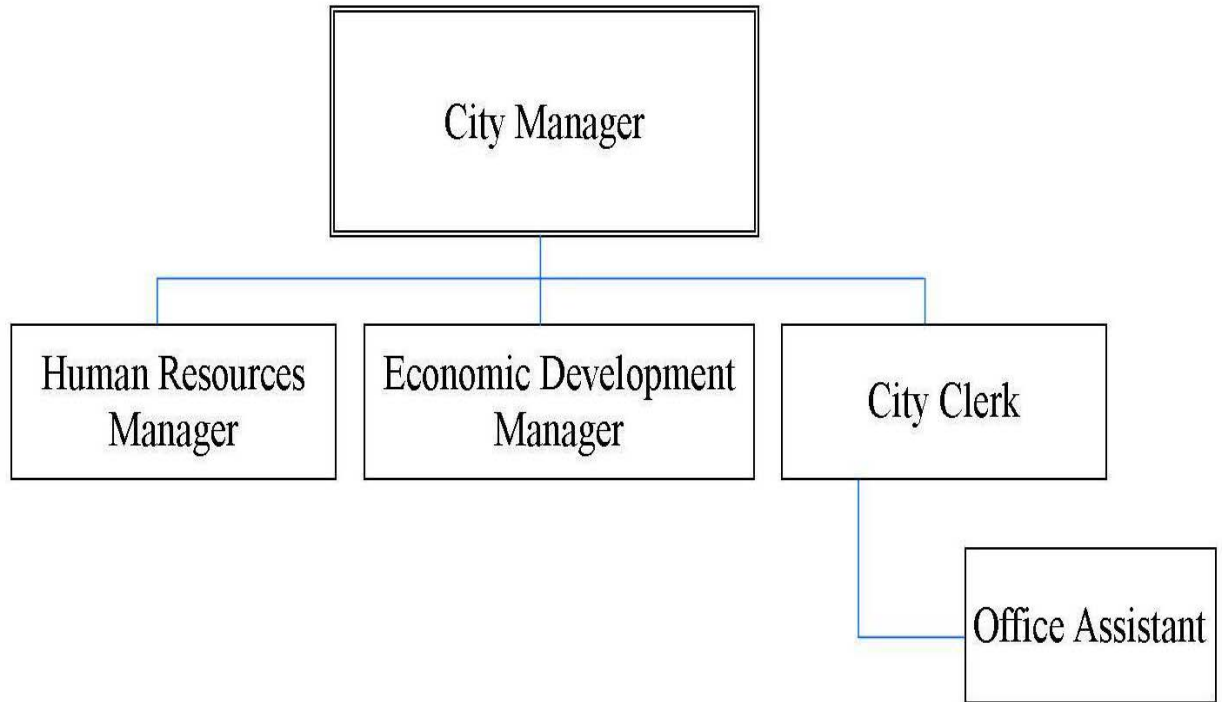 City Manager
Human Resources
Manager
Economic Development
Manager
City Clerk
Office Assistant